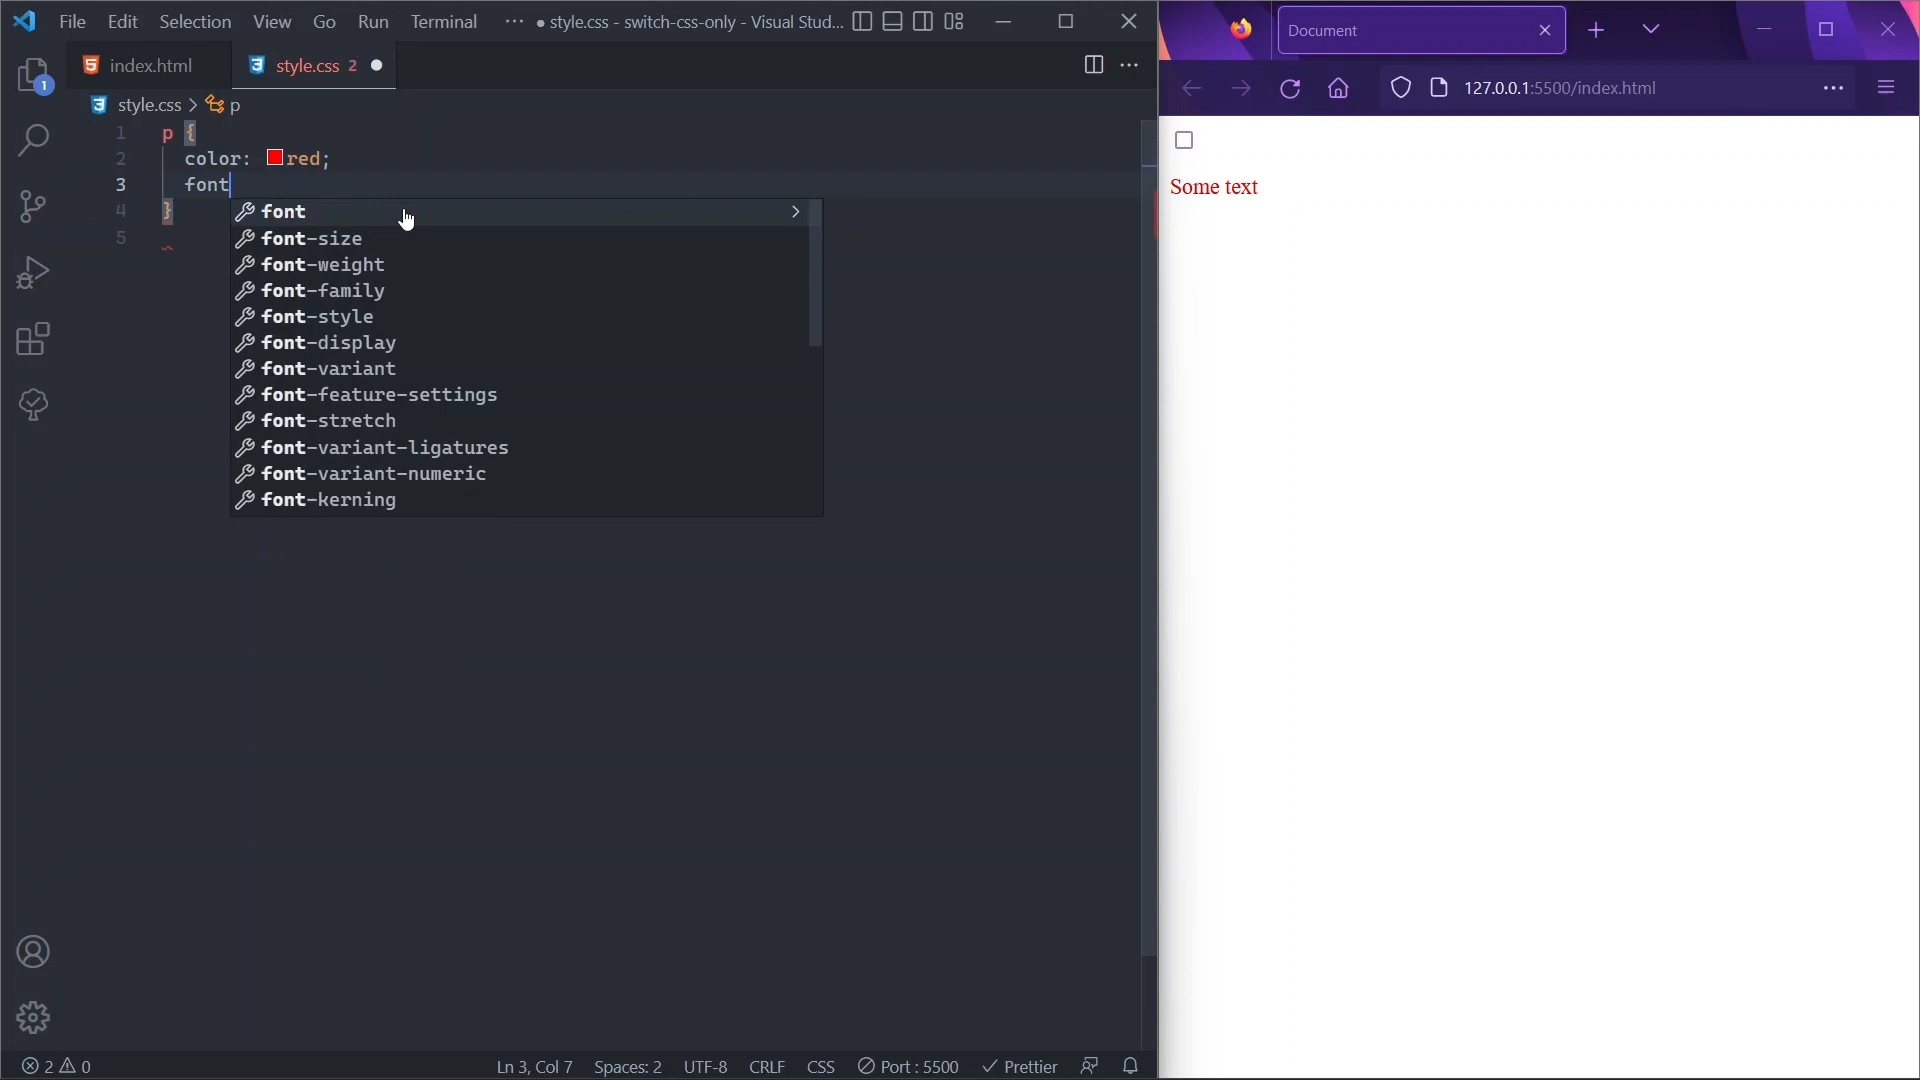 File Edit Selection View Go Run Terminal ··· ● style.css - switch-css-only - Visual Stud...
Document
index.html
style.css 2 ●
127.0.0.1:5500/index.html
1
style.css > p
1 p {
2 color: red;
3 font
4 }
5
font
font-size
font-weight
font-family
font-style
font-display
font-variant
font-feature-settings
font-stretch
font-variant-ligatures
font-variant-numeric
font-kerning
Some text
2 0 Ln 3, Col 7 Spaces: 2 UTF-8 CRLF CSS Port : 5500 Prettier